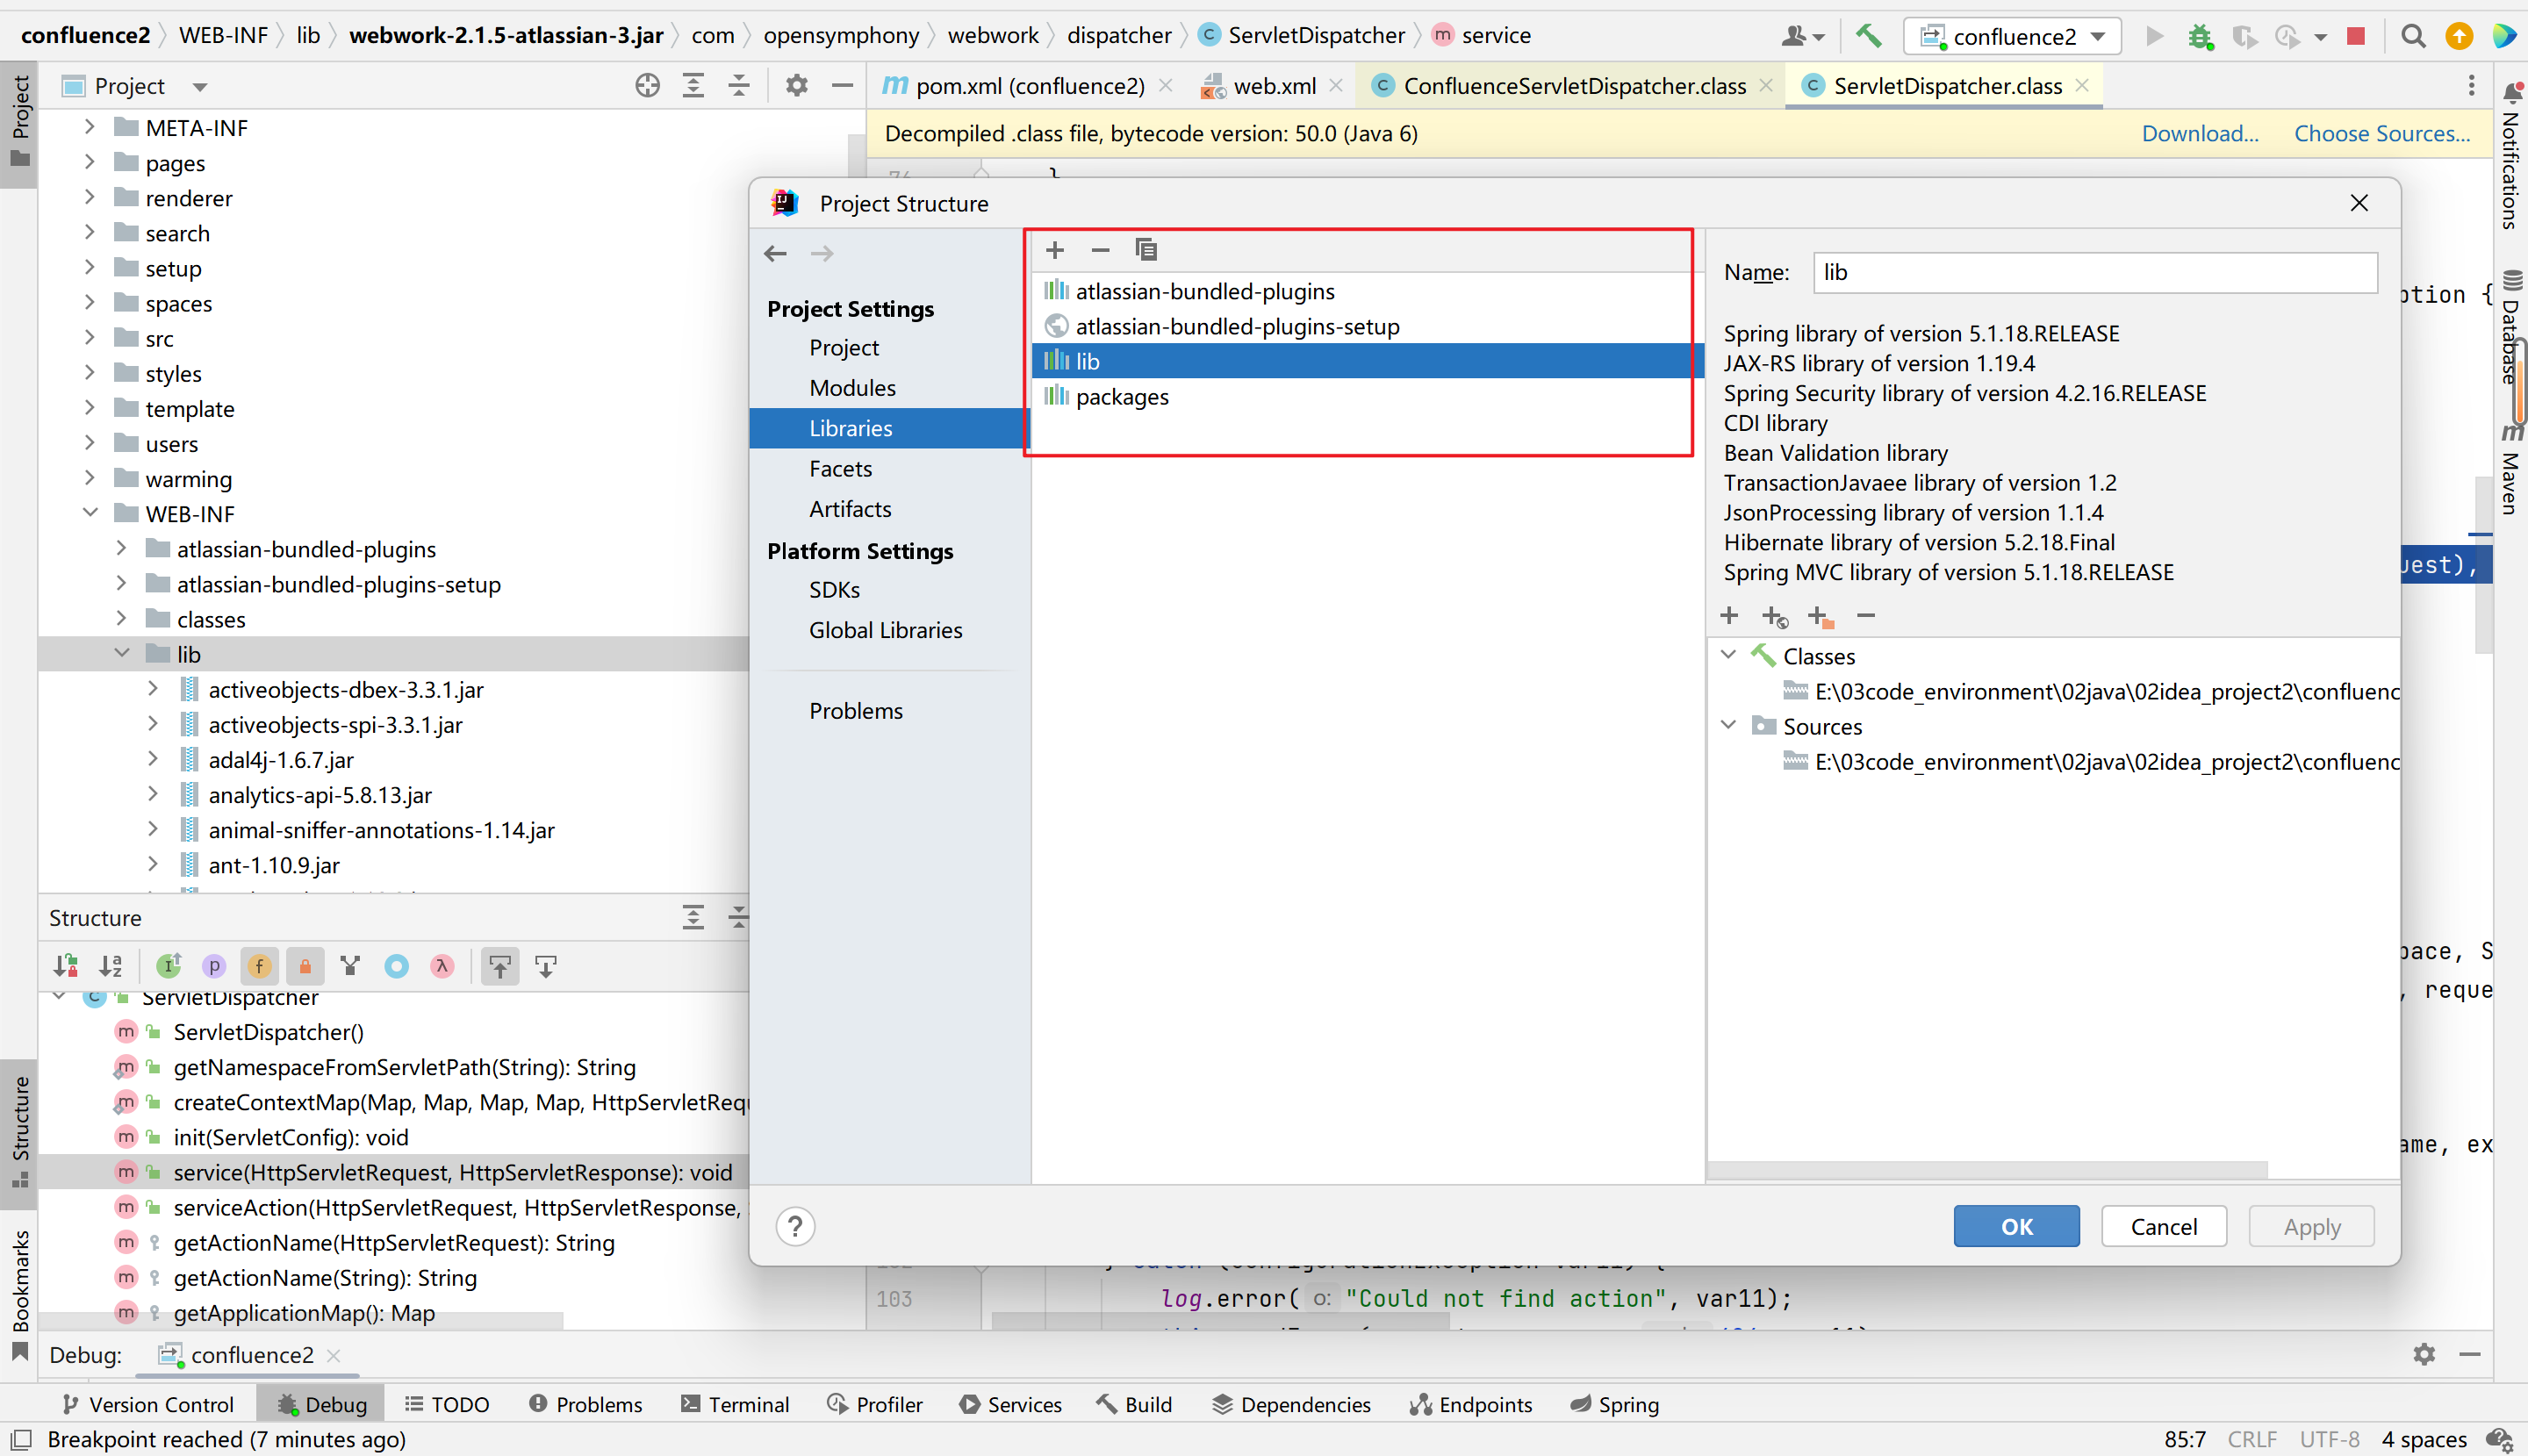 confluence2 WEB-INF lib webwork-2.1.5-atlassian-3.jar com opensymphony webwork dispatcher C ServletDispatcher m service
confluence2
Project
pom.xml (confluence2) web.xml ConfluenceServletDispatcher.class ServletDispatcher.class
Decompiled .class file, bytecode version: 50.0 (Java 6) Download... Choose Sources...
Project
META-INF
pages
renderer
search
setup
spaces
src
styles
template
users
warming
WEB-INF
atlassian-bundled-plugins
atlassian-bundled-plugins-setup
classes
lib
activeobjects-dbex-3.3.1.jar
activeobjects-spi-3.3.1.jar
adal4j-1.6.7.jar
analytics-api-5.8.13.jar
animal-sniffer-annotations-1.14.jar
ant-1.10.9.jar
Structure
ServletDispatcher
ServletDispatcher()
getNamespaceFromServletPath(String): String
createContextMap(Map, Map, Map, Map, HttpServletRequ
init(ServletConfig): void
service(HttpServletRequest, HttpServletResponse): void
serviceAction(HttpServletRequest, HttpServletResponse,
getActionName(HttpServletRequest): String
getActionName(String): String
getApplicationMap(): Map
Structure
Bookmarks
Project Structure
Project Settings
Project
Modules
Libraries
Facets
Artifacts
Platform Settings
SDKs
Global Libraries
Problems
atlassian-bundled-plugins
atlassian-bundled-plugins-setup
lib
packages
Name: lib
Spring library of version 5.1.18.RELEASE
JAX-RS library of version 1.19.4
Spring Security library of version 4.2.16.RELEASE
CDI library
Bean Validation library
TransactionJavaee library of version 1.2
JsonProcessing library of version 1.1.4
Hibernate library of version 5.2.18.Final
Spring MVC library of version 5.1.18.RELEASE
Classes
E:\03code_environment\02java\02idea_project2\confluenc
Sources
E:\03code_environment\02java\02idea_project2\confluenc
? OK Cancel Apply
ption {
uest),
pace, S
, reque
ame, ex
103 log.error( o: "Could not find action", var11);
Notifications
Database
Maven
Debug: confluence2
Version Control Debug TODO Problems Terminal Profiler Services Build Dependencies Endpoints Spring
Breakpoint reached (7 minutes ago) 85:7 CRLF UTF-8 4 spaces